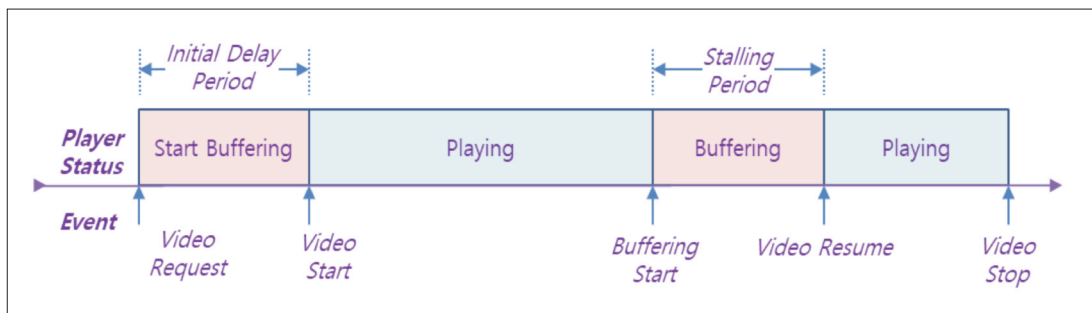 Initial Delay
Period
Stalling
Period
Player
Status
Start Buffering
Playing
Buffering
Playing
Event
Video
Request
Video
Start
Buffering
Start
Video Resume
Video
Stop